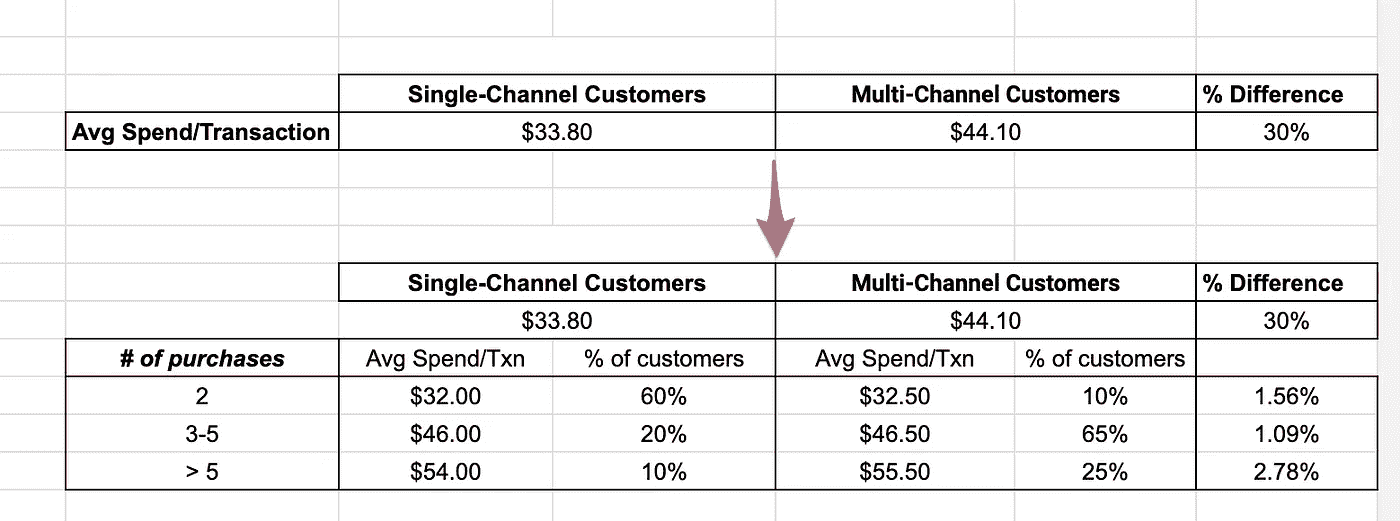 Single-Channel Customers Multi-Channel Customers % Difference
Avg Spend/Transaction $33.80 $44.10 30%
Single-Channel Customers Multi-Channel Customers % Difference
$33.80 $44.10 30%
# of purchases Avg Spend/Txn % of customers Avg Spend/Txn % of customers
2 $32.00 60% $32.50 10% 1.56%
3-5 $46.00 20% $46.50 65% 1.09%
> 5 $54.00 10% $55.50 25% 2.78%